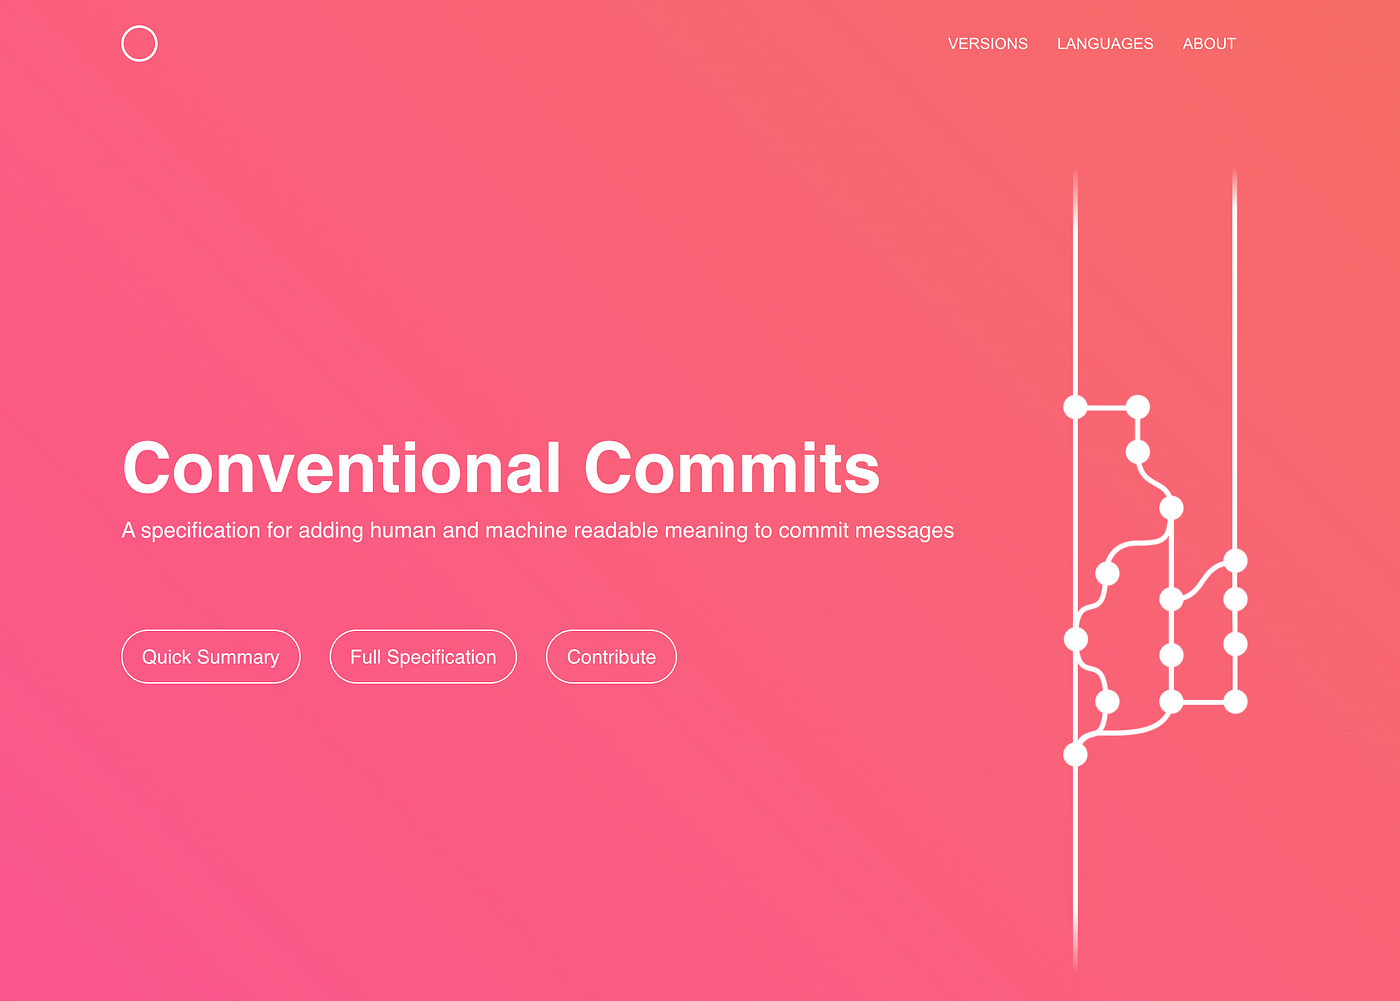 VERSIONS LANGUAGES ABOUT
Conventional Commits
A specification for adding human and machine readable meaning to commit messages
Quick Summary Full Specification Contribute